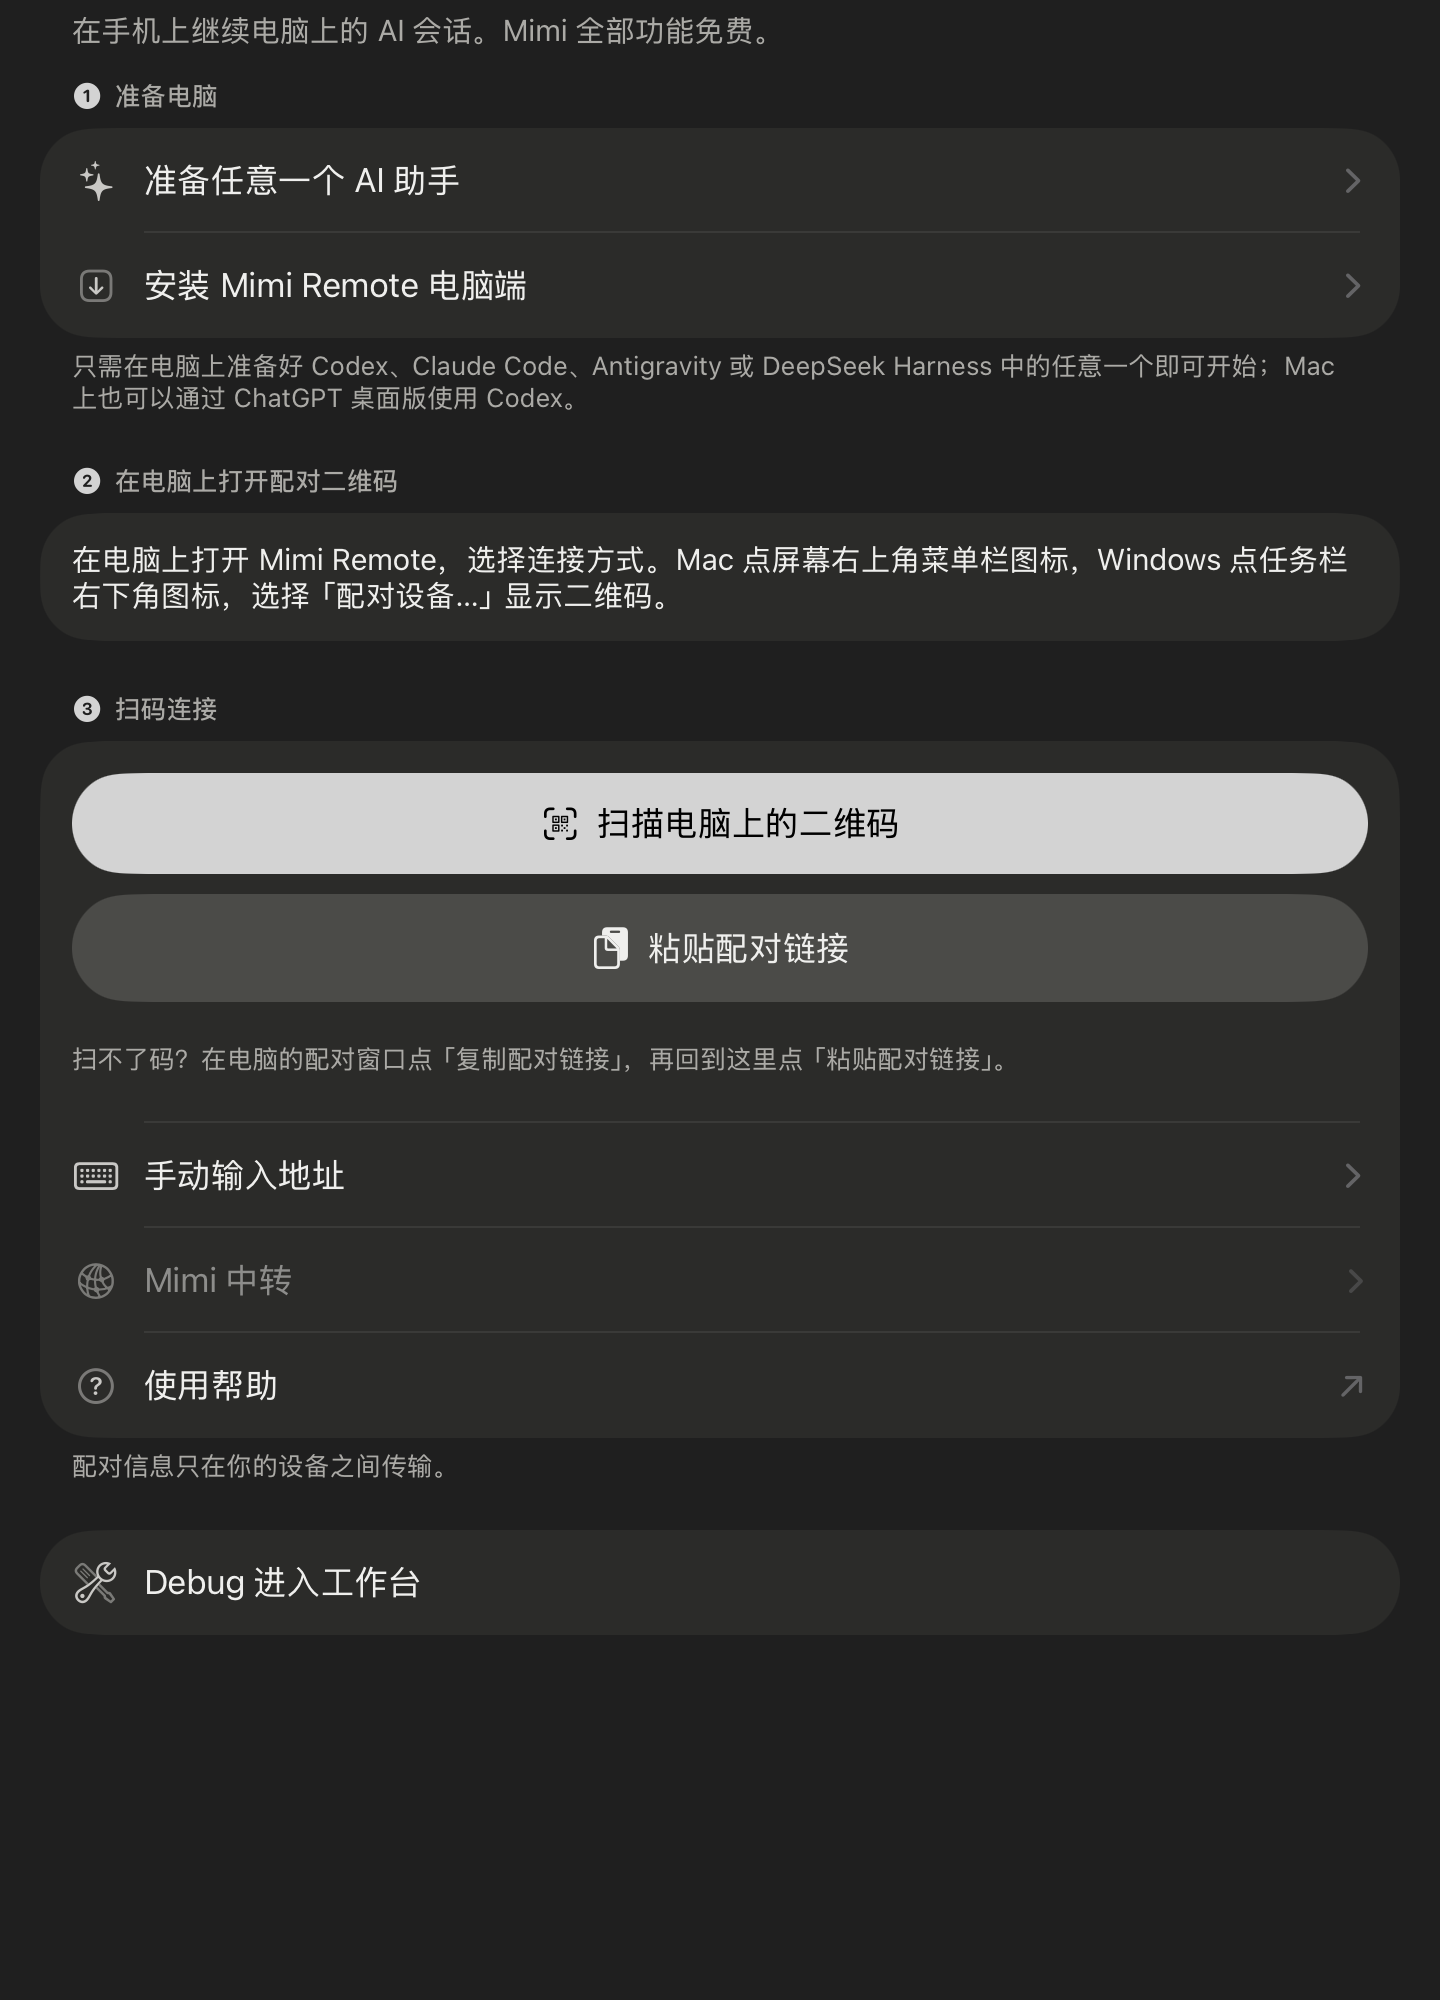 在手机上继续电脑上的 AI 会话。Mimi 全部功能免费。
1 准备电脑
准备任意一个 AI 助手
安装 Mimi Remote 电脑端
只需在电脑上准备好 Codex、Claude Code、Antigravity 或 DeepSeek Harness 中的任意一个即可开始；Mac
上也可以通过 ChatGPT 桌面版使用 Codex。
2 在电脑上打开配对二维码
在电脑上打开 Mimi Remote，选择连接方式。Mac 点屏幕右上角菜单栏图标，Windows 点任务栏
右下角图标，选择「配对设备...」显示二维码。
3 扫码连接
扫描电脑上的二维码
粘贴配对链接
扫不了码？在电脑的配对窗口点「复制配对链接」，再回到这里点「粘贴配对链接」。
手动输入地址
Mimi 中转
? 使用帮助
配对信息只在你的设备之间传输。
Debug 进入工作台